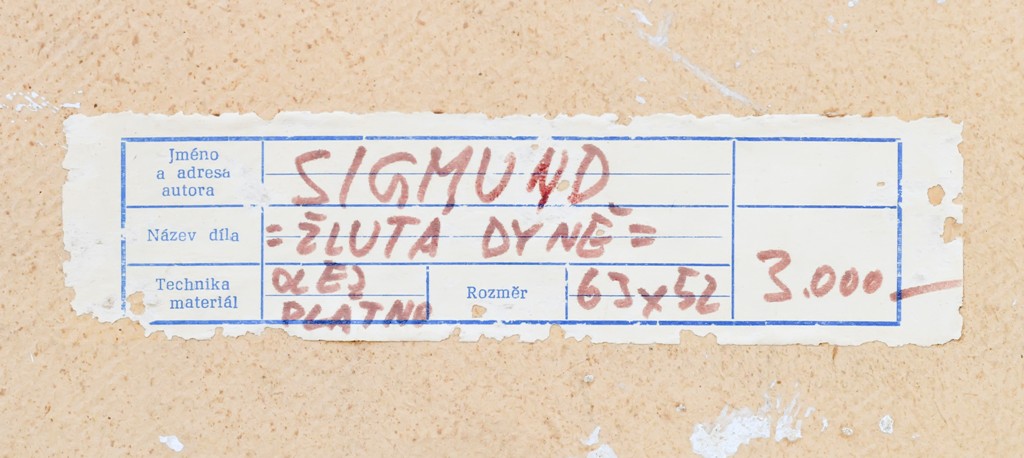 Jméno
a adresa
autora
SIGMUND
Název díla
=ŽLUTA DYNĚ=
Technika
materiál
OLEJ
PLATNO
Rozměr
63x52
3.000